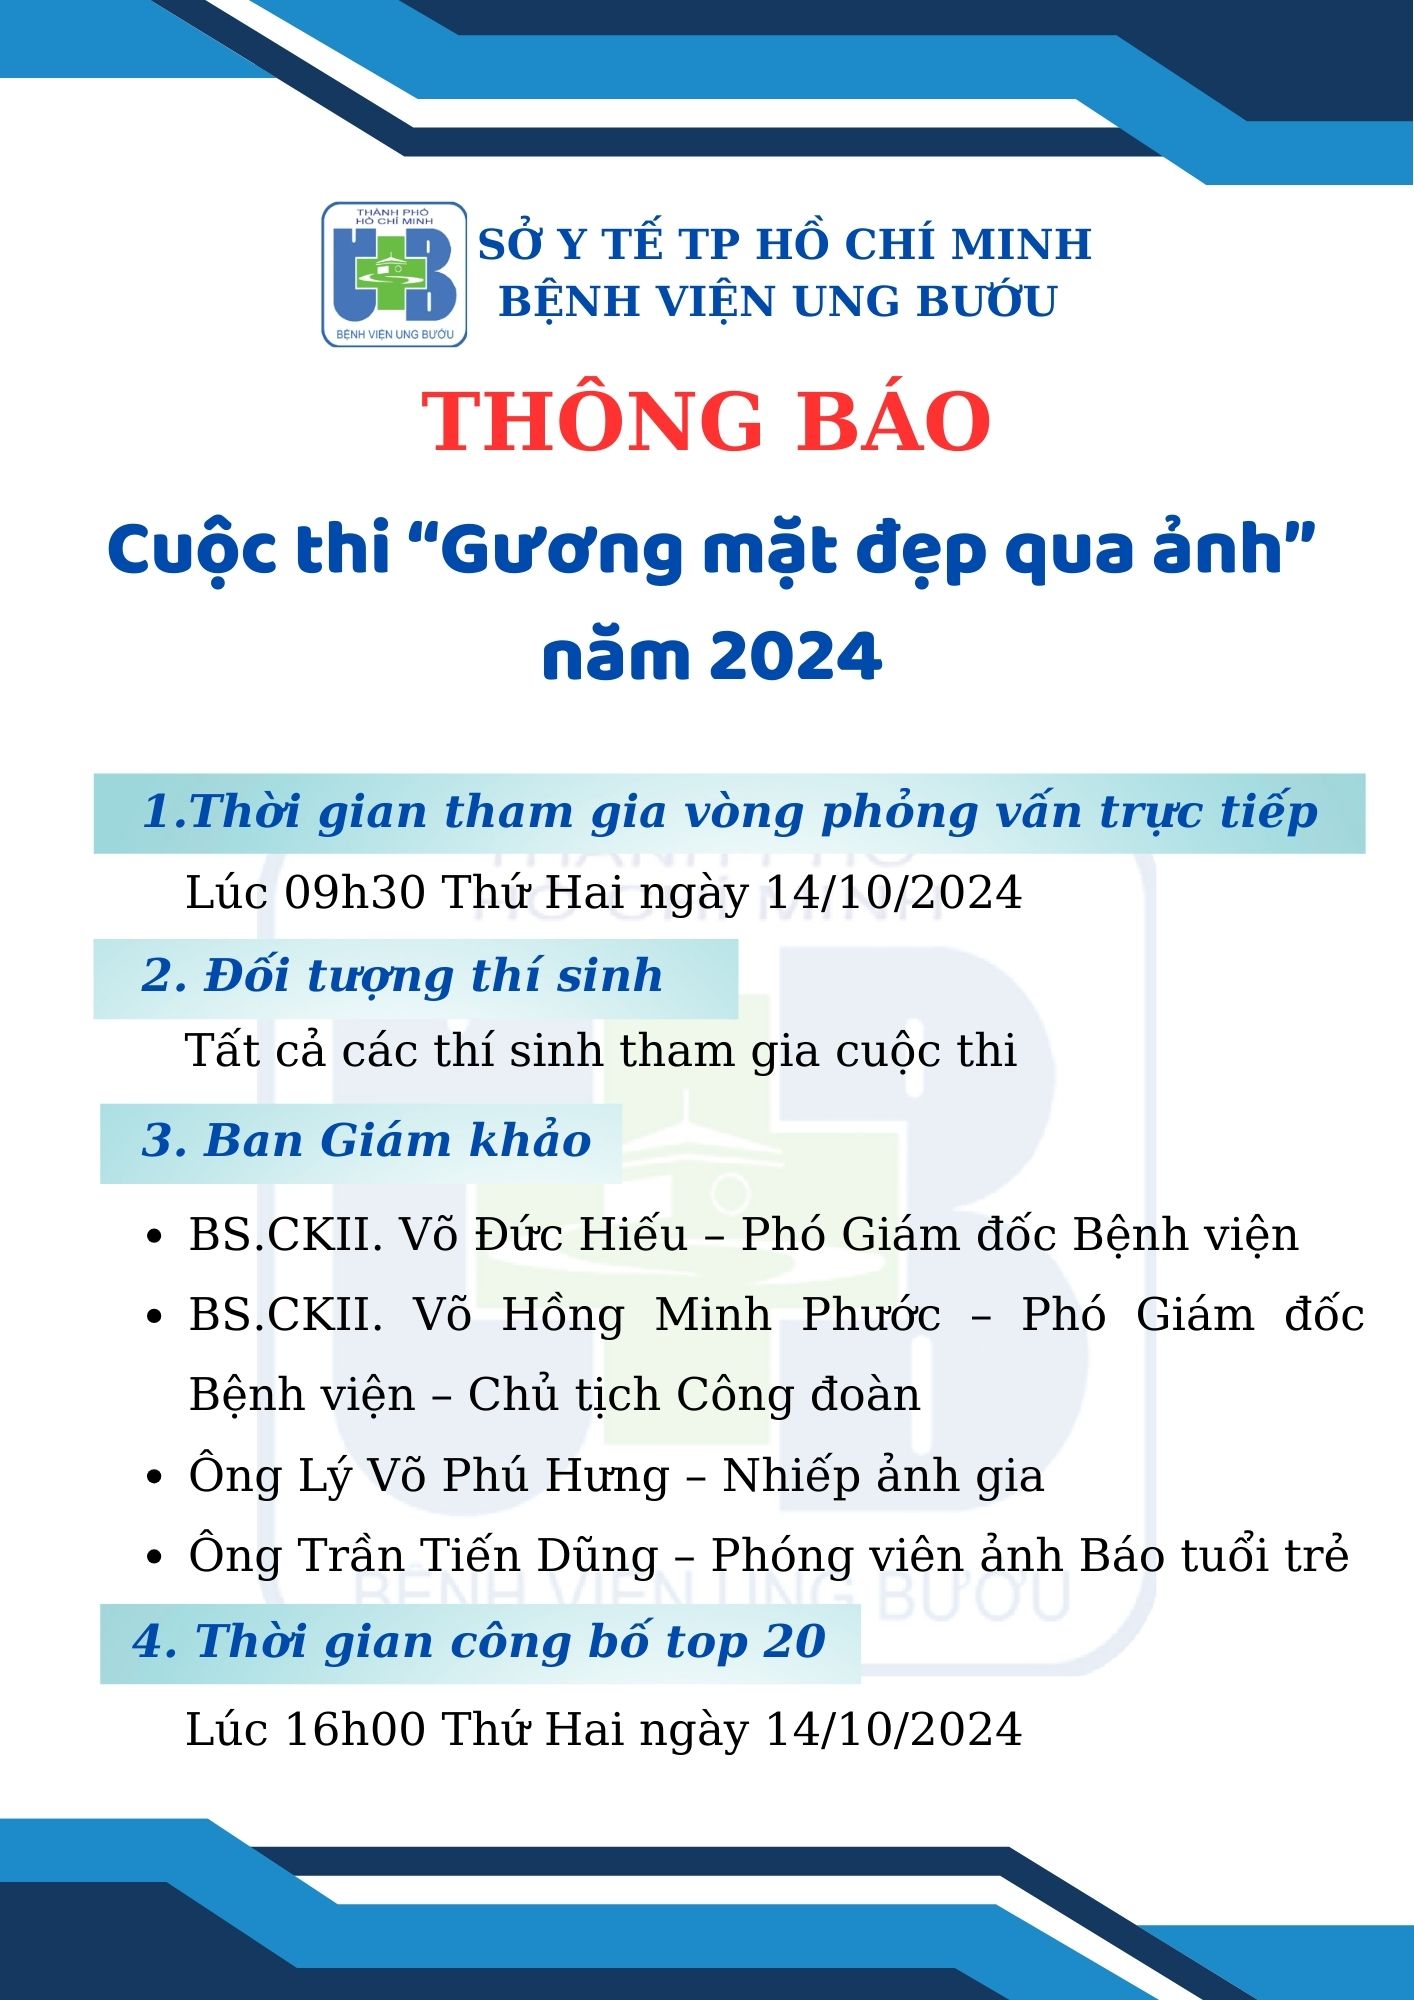 THÀNH PHÓ
HỒ CHÍ MINH
BỆNH VIỆN UNG BƯỚU
SỞ Y TẾ TP HỒ CHÍ MINH
BỆNH VIỆN UNG BƯỚU
THÔNG BÁO
Cuộc thi “Gương mặt đẹp qua ảnh”
năm 2024
1.Thời gian tham gia vòng phỏng vấn trực tiếp
Lúc 09h30 Thứ Hai ngày 14/10/2024
2. Đối tượng thí sinh
Tất cả các thí sinh tham gia cuộc thi
3. Ban Giám khảo
• BS.CKII. Võ Đức Hiếu – Phó Giám đốc Bệnh viện
• BS.CKII. Võ Hồng Minh Phước – Phó Giám đốc
Bệnh viện – Chủ tịch Công đoàn
• Ông Lý Võ Phú Hưng – Nhiếp ảnh gia
• Ông Trần Tiến Dũng – Phóng viên ảnh Báo tuổi trẻ
BỆNH VIỆN UNG BƯỚU
4. Thời gian công bố top 20
Lúc 16h00 Thứ Hai ngày 14/10/2024